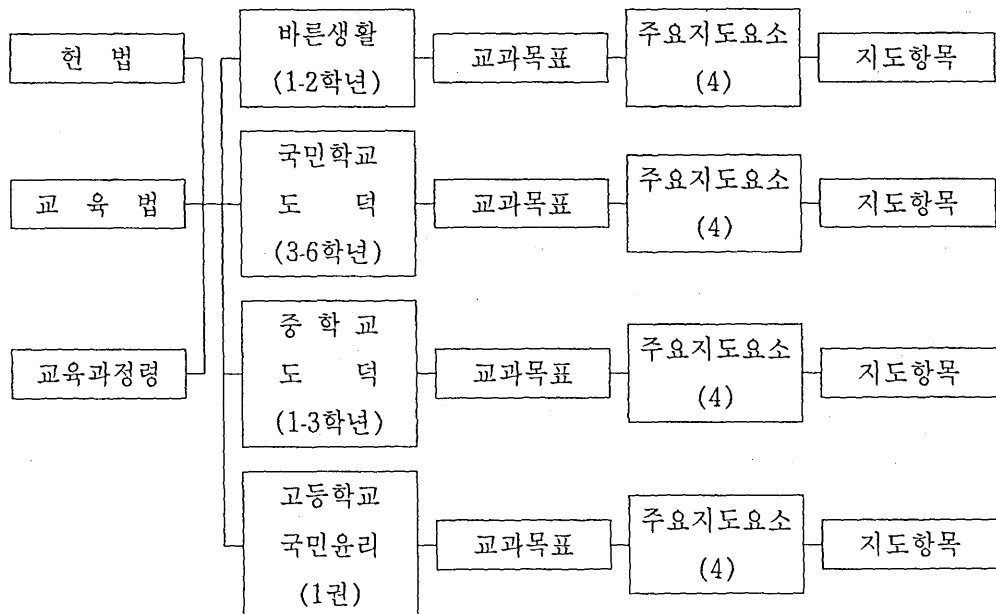 헌 법
교 육 법
교육과정령
바른생활
(1-2학년)
교과목표
주요지도요소
(4)
지도항목
국민학교
도 덕
(3-6학년)
교과목표
주요지도요소
(4)
지도항목
중 학 교
도 덕
(1-3학년)
교과목표
주요지도요소
(4)
지도항목
고등학교
국민윤리
(1권)
교과목표
주요지도요소
(4)
지도항목